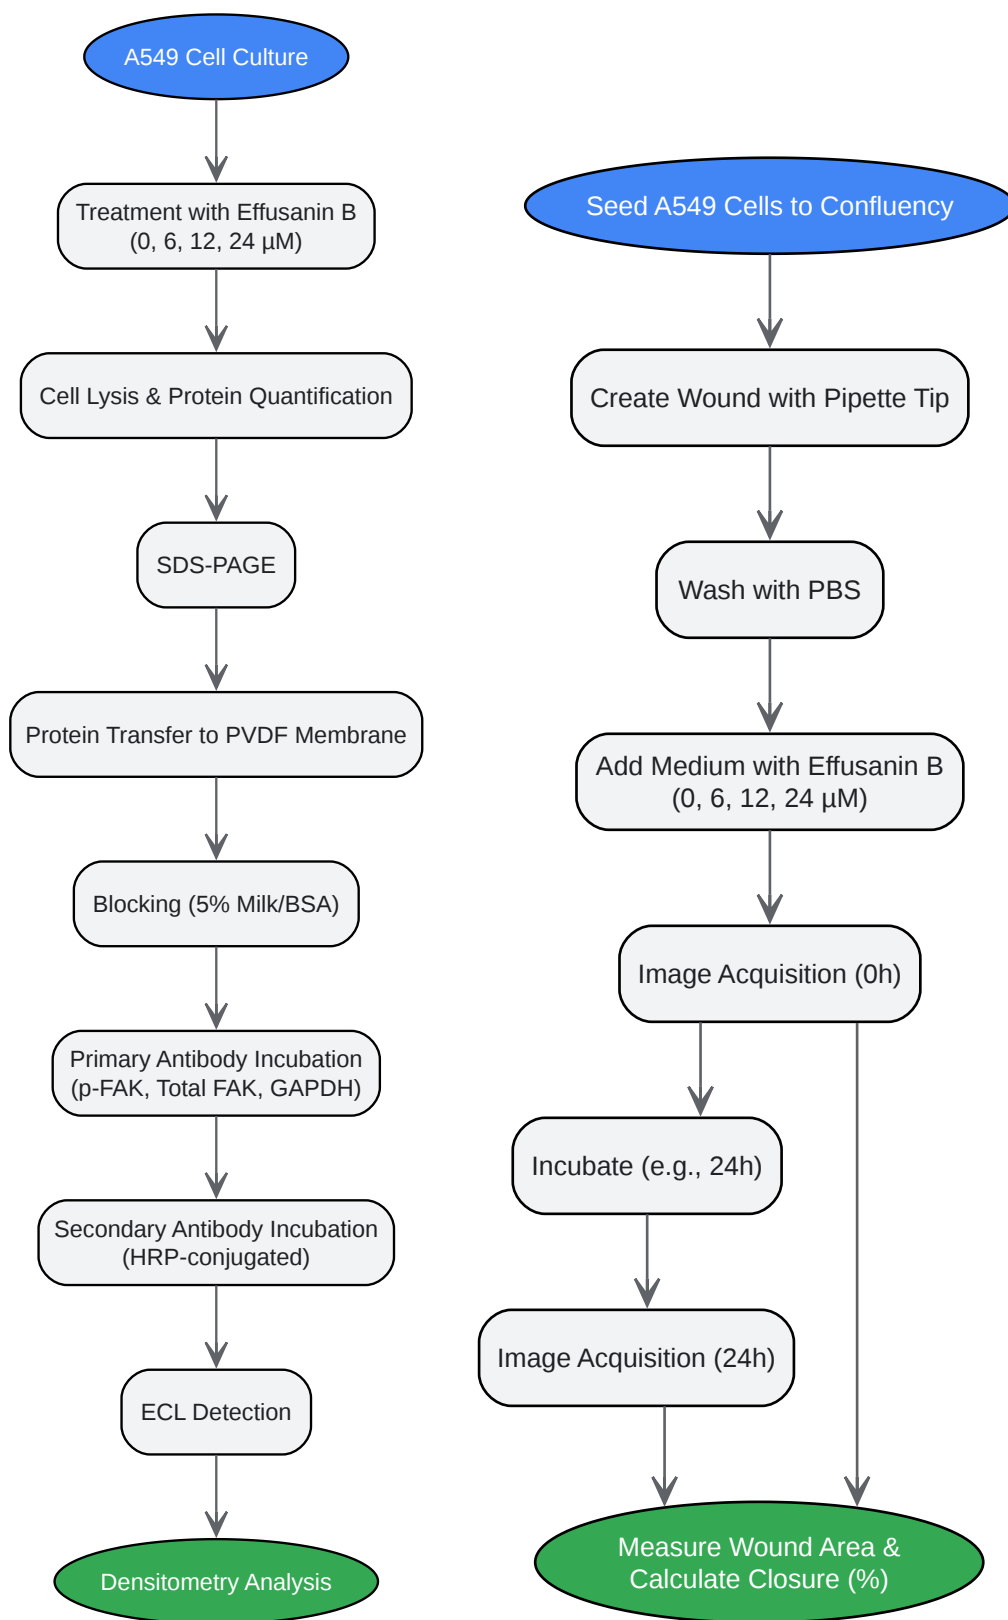 A549 Cell Culture
Treatment with Effusanin B
(0, 6, 12, 24 µM)
Cell Lysis & Protein Quantification
SDS-PAGE
Protein Transfer to PVDF Membrane
Blocking (5% Milk/BSA)
Primary Antibody Incubation
(p-FAK, Total FAK, GAPDH)
Secondary Antibody Incubation
(HRP-conjugated)
ECL Detection
Densitometry Analysis
Seed A549 Cells to Confluency
Create Wound with Pipette Tip
Wash with PBS
Add Medium with Effusanin B
(0, 6, 12, 24 µM)
Image Acquisition (0h)
Incubate (e.g., 24h)
Image Acquisition (24h)
Measure Wound Area &
Calculate Closure (%)